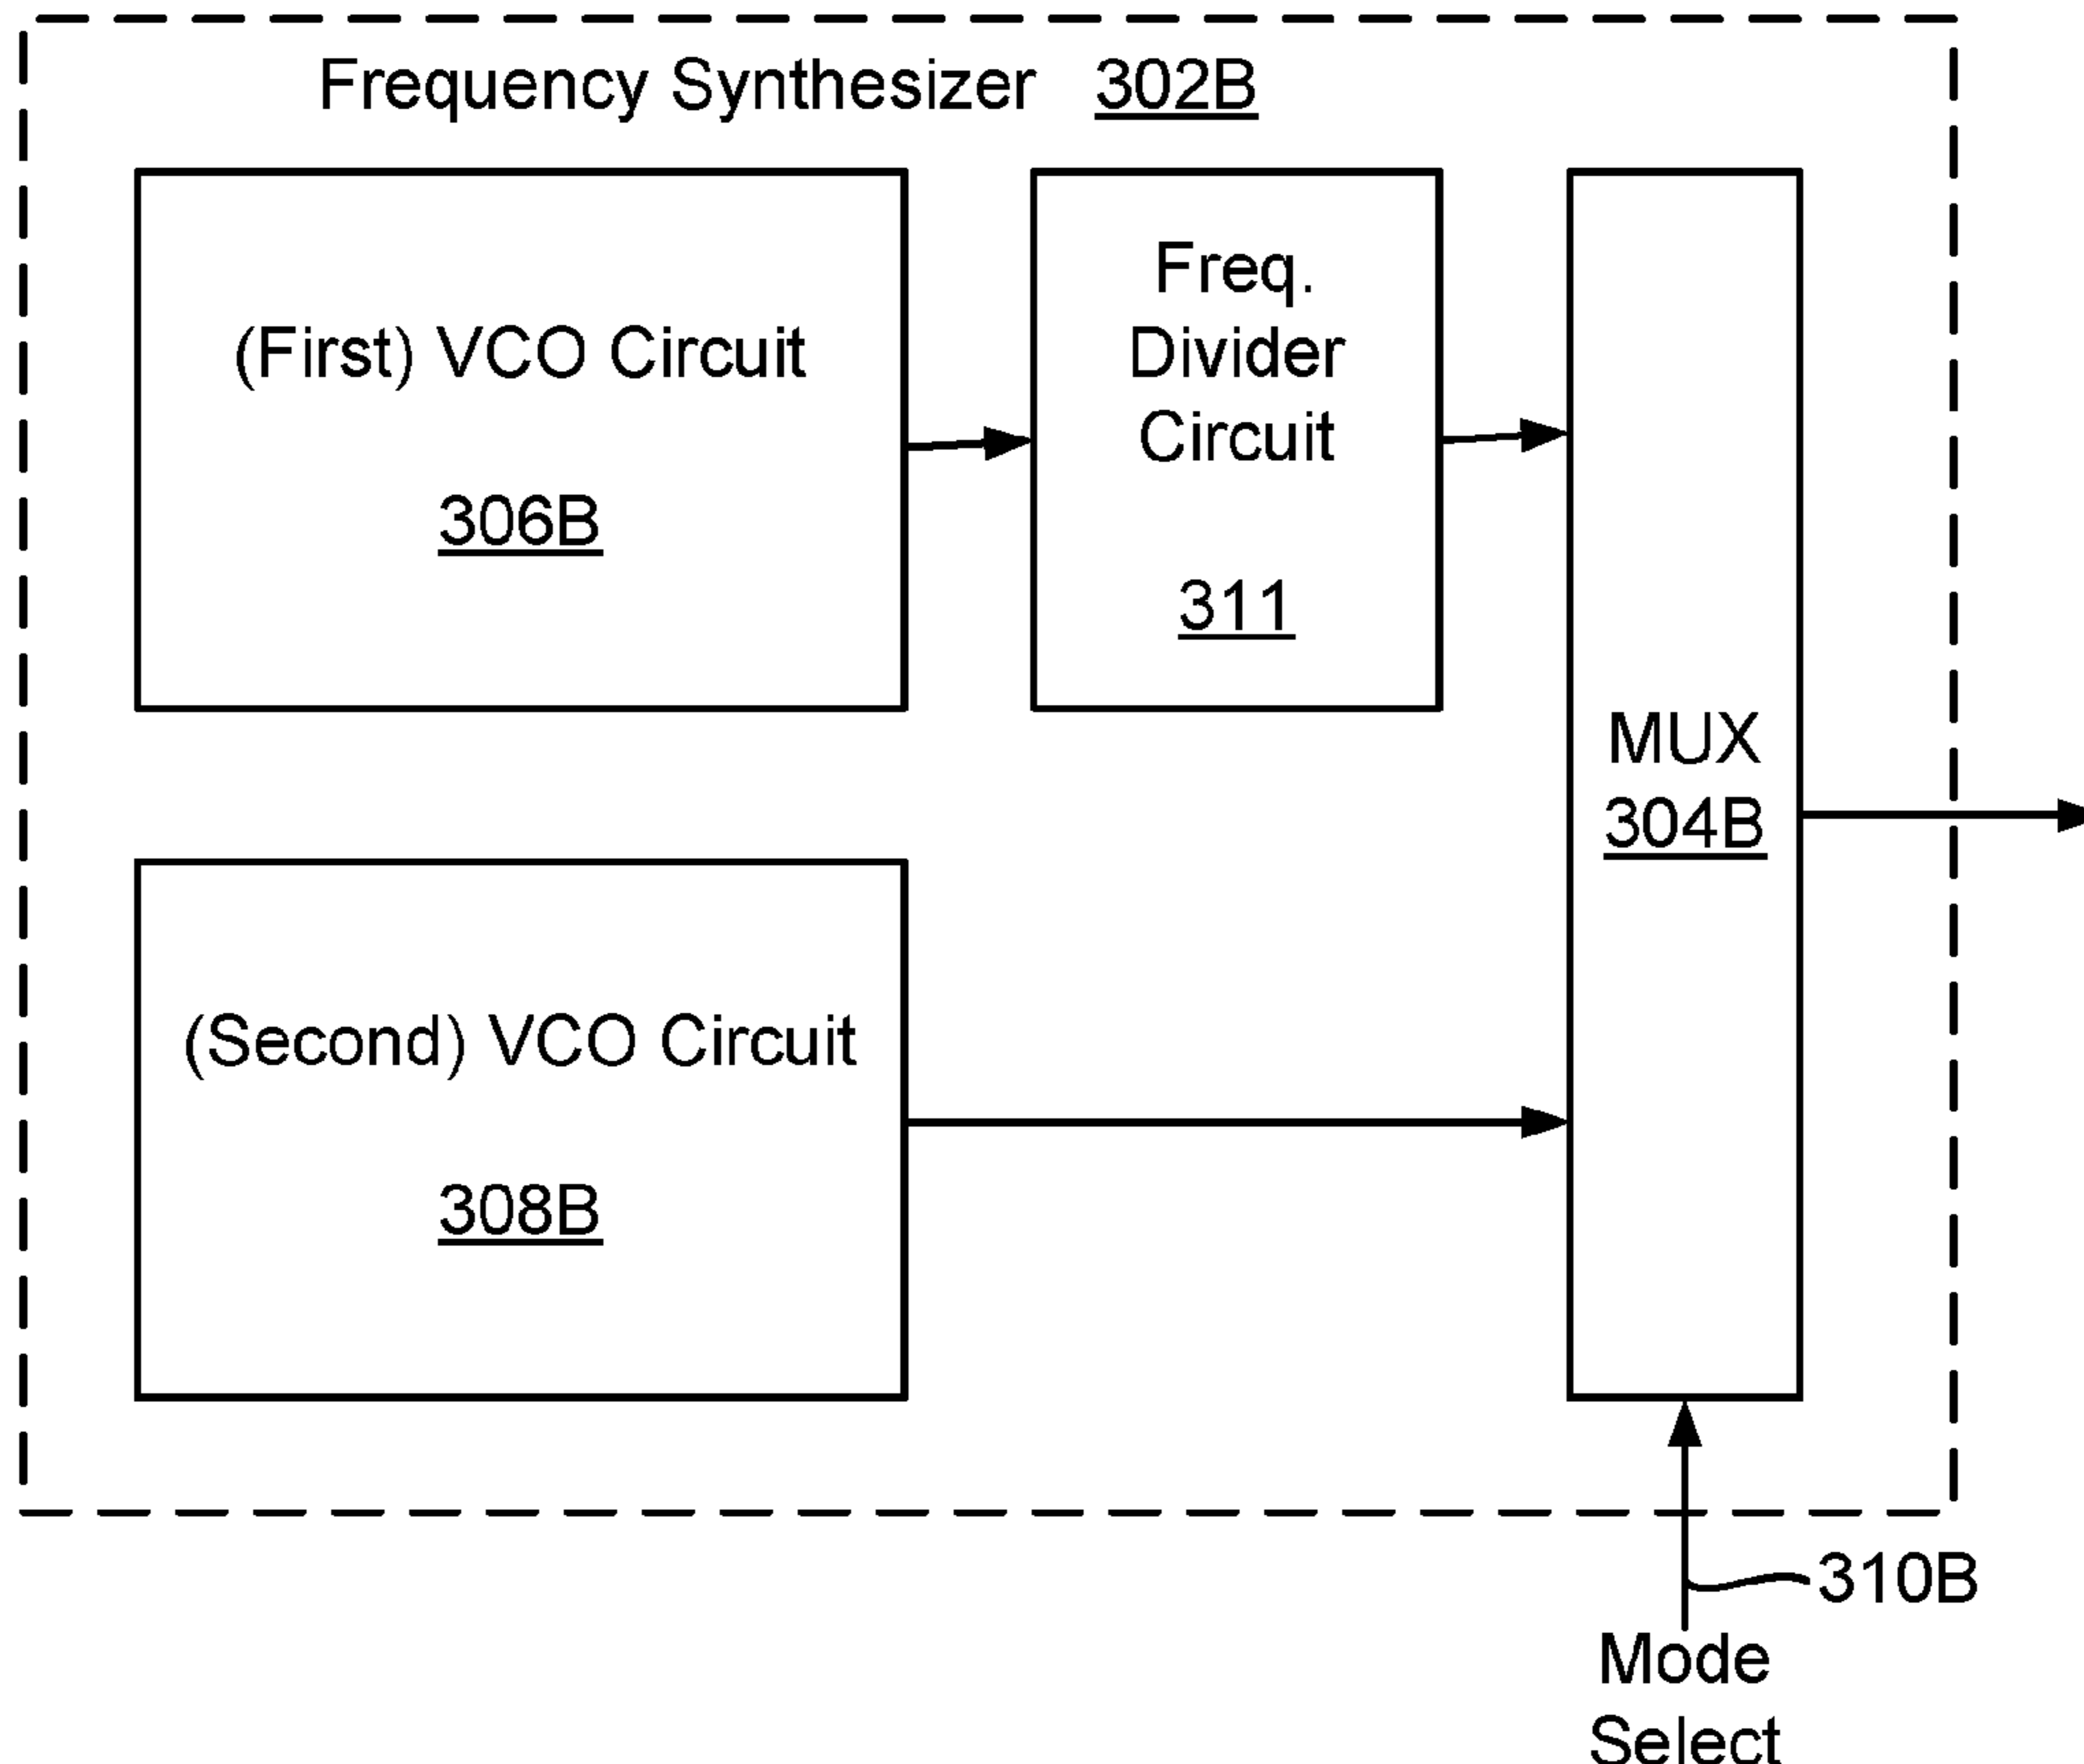 Frequency Synthesizer 302B
(First) VCO Circuit
306B
Freq.
Divider
Circuit
311
MUX
304B
(Second) VCO Circuit
308B
310B
Mode
Select